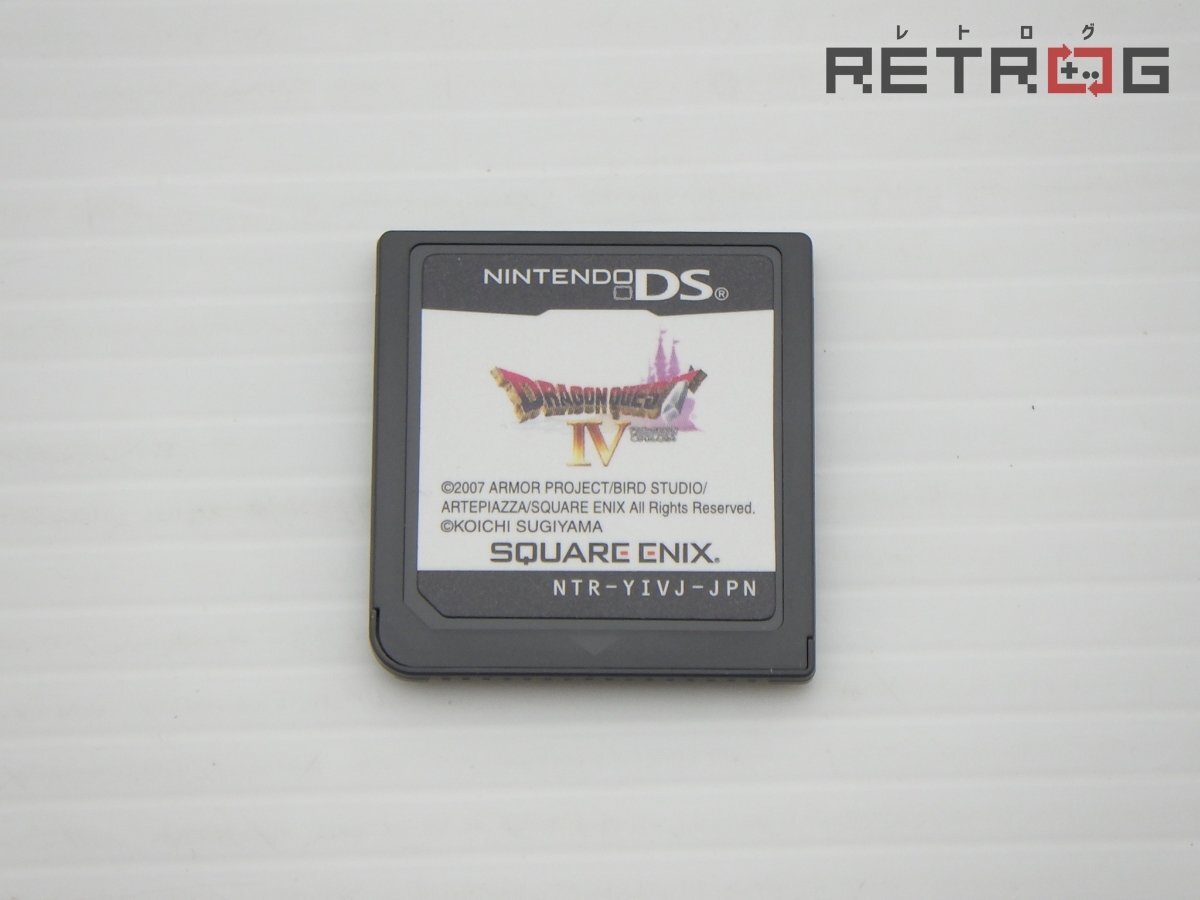 レトログ
RETROG
NINTENDO DS®
DRAGON QUEST
IV
©2007 ARMOR PROJECT/BIRD STUDIO/
ARTEPIAZZA/SQUARE ENIX All Rights Reserved.
©KOICHI SUGIYAMA
SQUARE ENIX.
NTR-YIVJ-JPN